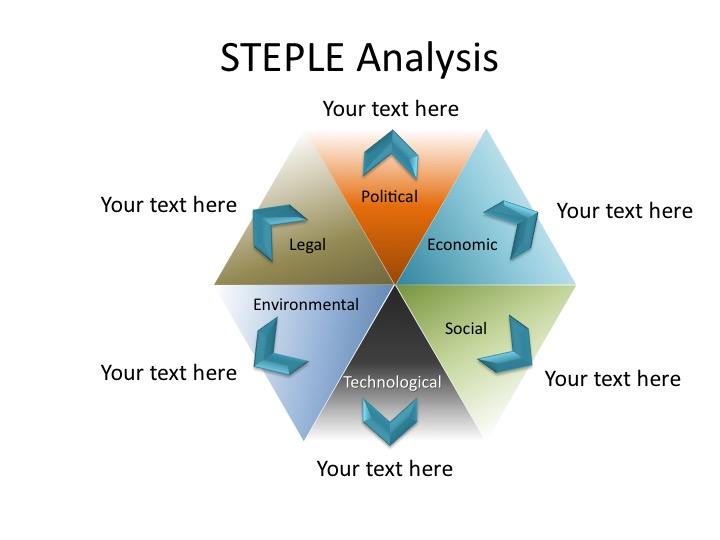 STEPLE Analysis
Your text here
Political
Your text here
Your text here
Legal
Economic
Environmental
Social
Your text here
Technological
Your text here
Your text here